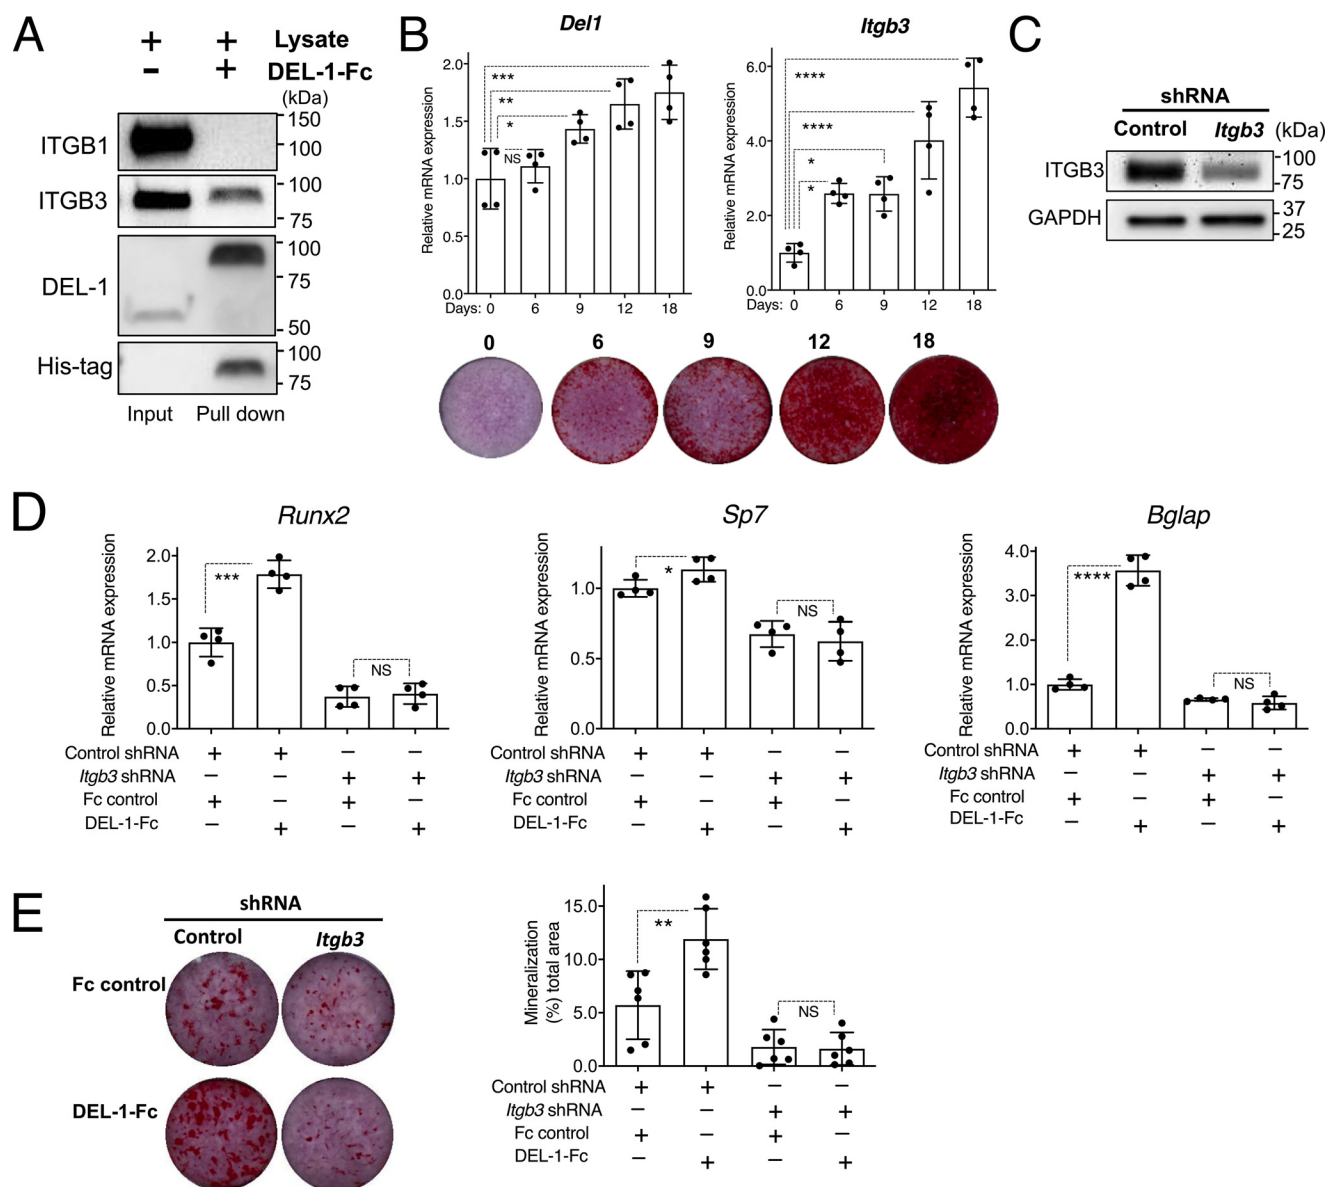 A
+ + Lysate
- + DEL-1-Fc
(kDa)
ITGB1
150
100
ITGB3
100
75
DEL-1
100
75
50
His-tag
100
75
Input Pull down
B
Del1
Relative mRNA expression
2.0
1.5
1.0
0.5
0.0
***
**
*
NS
Days: 0 6 9 12 18
Itgb3
Relative mRNA expression
6.0
4.0
2.0
0.0
****
****
*
*
0 6 9 12 18
0 6 9 12 18
C
shRNA
Control Itgb3 (kDa)
ITGB3
100
75
GAPDH
37
25
D
Runx2
Relative mRNA expression
2.0
1.5
1.0
0.5
0.0
***
NS
Control shRNA + + − −
Itgb3 shRNA − − + +
Fc control + − + −
DEL-1-Fc − + − +
Sp7
Relative mRNA expression
1.0
0.5
0.0
*
NS
Control shRNA + + − −
Itgb3 shRNA − − + +
Fc control + − + −
DEL-1-Fc − + − +
Bglap
Relative mRNA expression
4.0
3.0
2.0
1.0
0.0
****
NS
Control shRNA + + − −
Itgb3 shRNA − − + +
Fc control + − + −
DEL-1-Fc − + − +
E
shRNA
Control Itgb3
Fc control
DEL-1-Fc
Mineralization
(%) total area
15.0
10.0
5.0
0.0
**
NS
Control shRNA + + − −
Itgb3 shRNA − − + +
Fc control + − + −
DEL-1-Fc − + − +